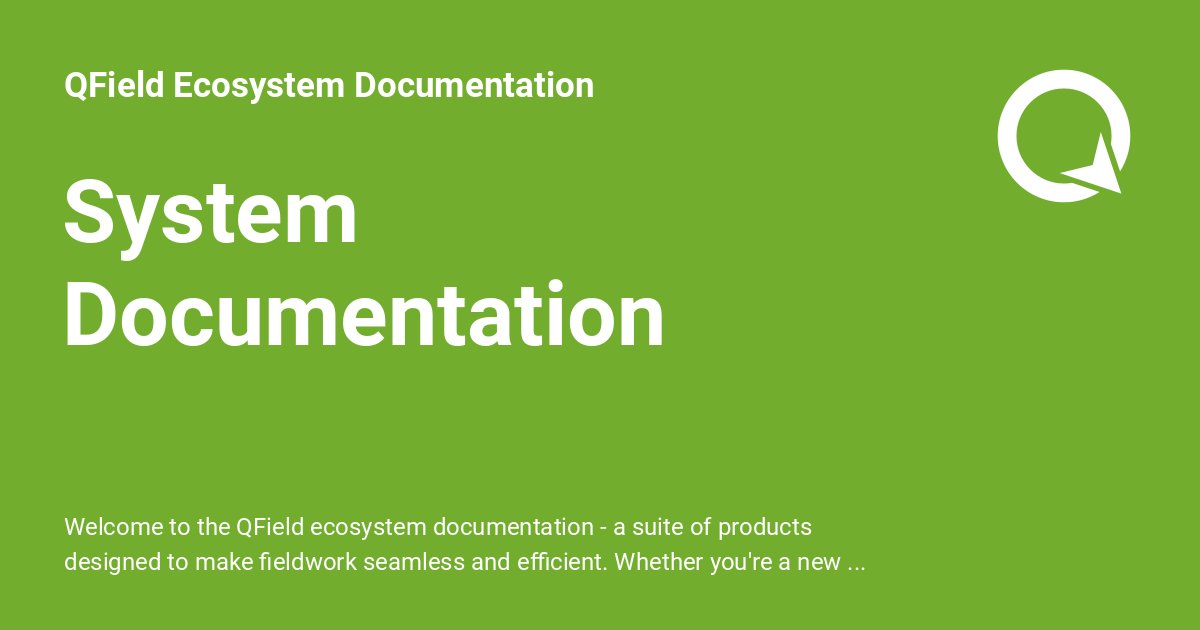 QField Ecosystem Documentation
System
Documentation
Welcome to the QField ecosystem documentation - a suite of products
designed to make fieldwork seamless and efficient. Whether you're a new ...